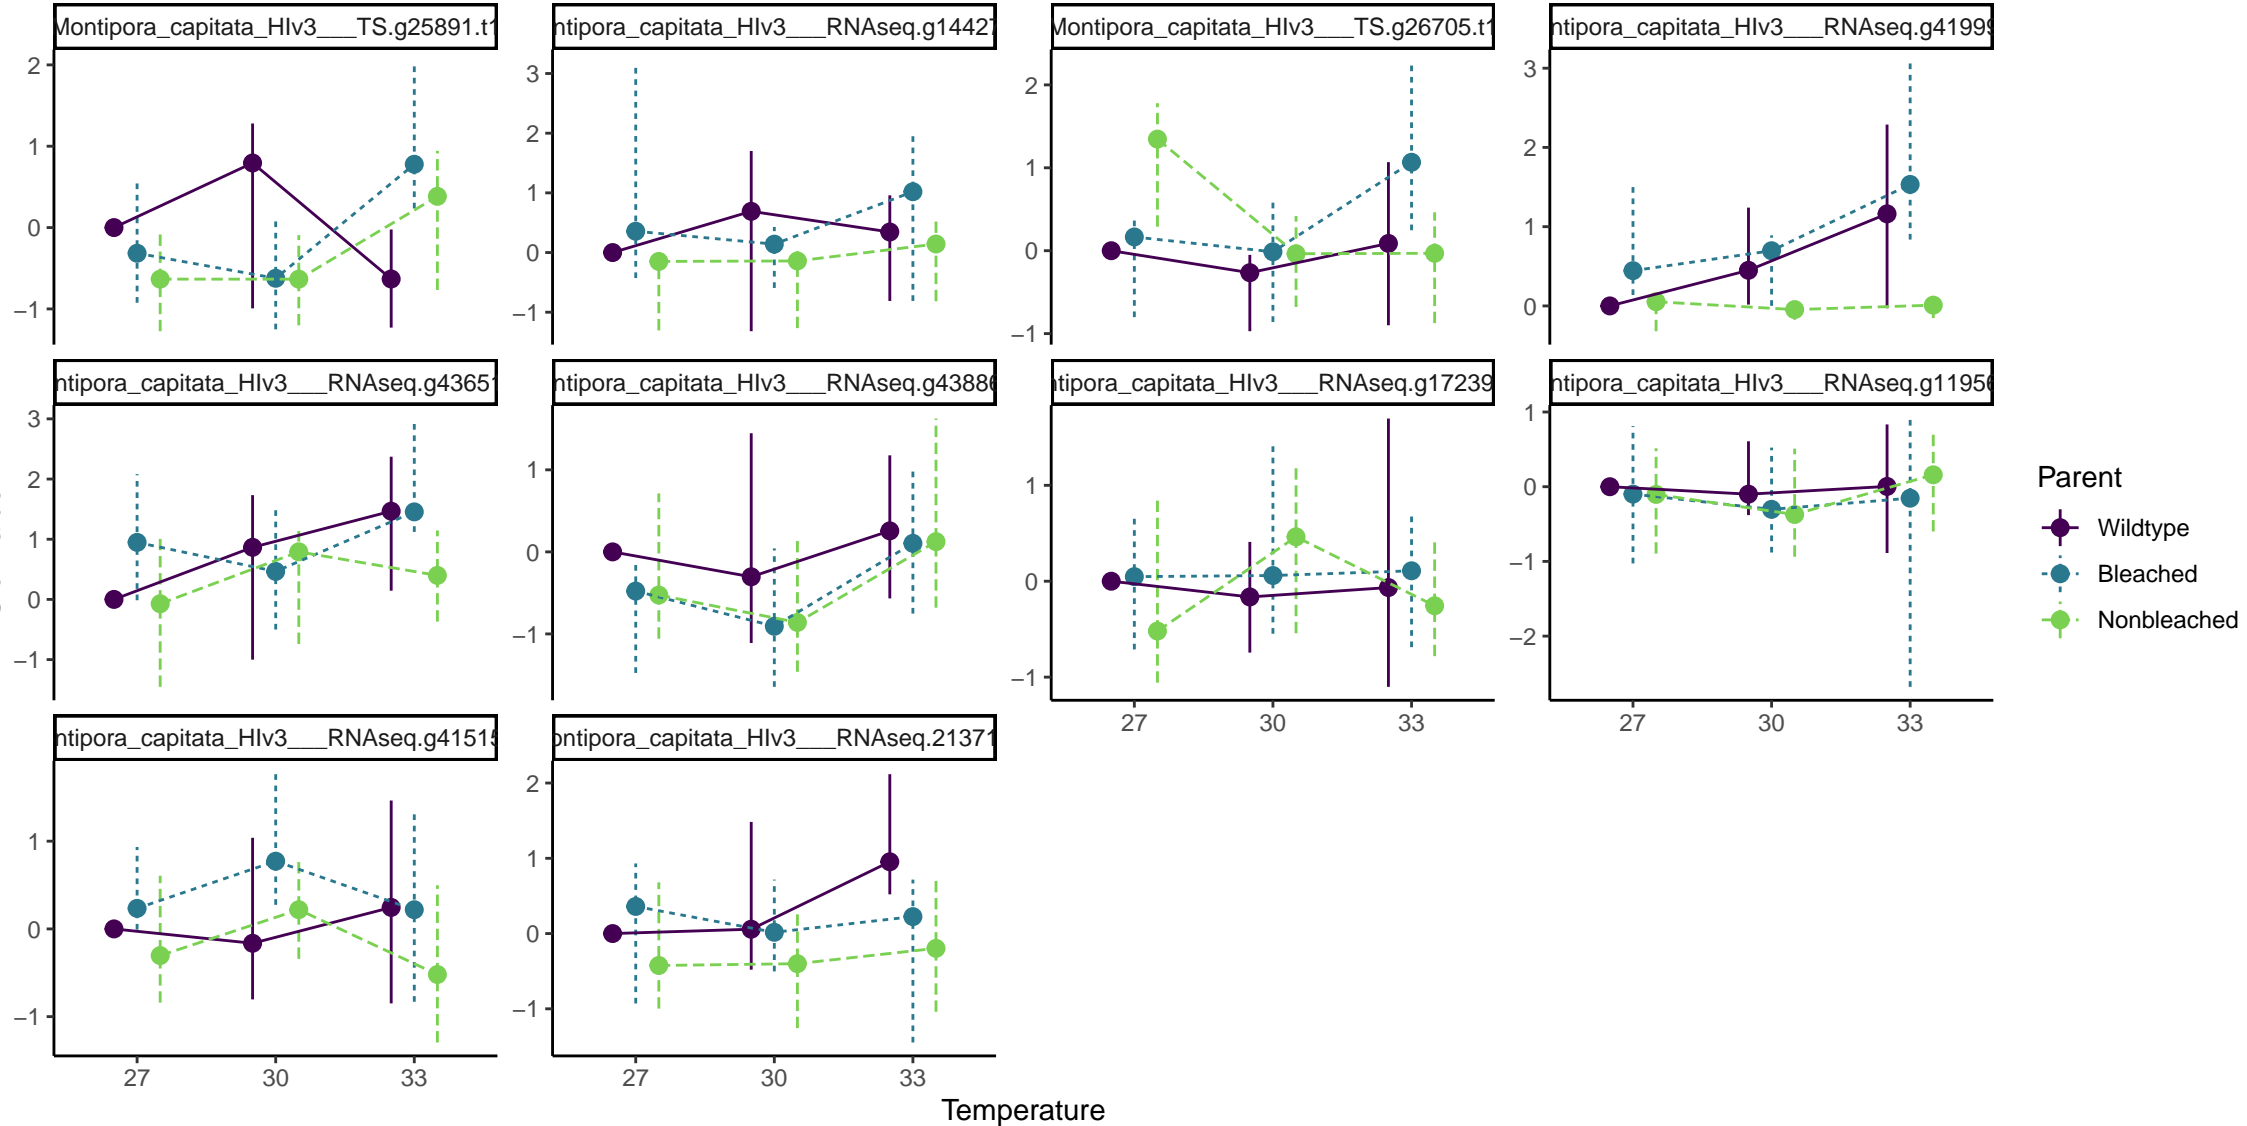 Montipora_capitata_HIv3___TS.g25891.t1
ntipora_capitata_HIv3___RNAseq.g14427
Montipora_capitata_HIv3___TS.g26705.t1
ntipora_capitata_HIv3___RNAseq.g41999
2
1
0
−1
3
2
1
0
−1
2
1
0
−1
3
2
1
0
ntipora_capitata_HIv3___RNAseq.g43651
ntipora_capitata_HIv3___RNAseq.g43886
ntipora_capitata_HIv3___RNAseq.g17239
ntipora_capitata_HIv3___RNAseq.g11956
3
2
1
0
−1
1
0
−1
1
0
−1
1
0
−1
−2
27 30 33
27 30 33
Parent
Wildtype
Bleached
Nonbleached
ntipora_capitata_HIv3___RNAseq.g41515
ontipora_capitata_HIv3___RNAseq.21371
1
0
−1
2
1
0
−1
27 30 33
27 30 33
Temperature